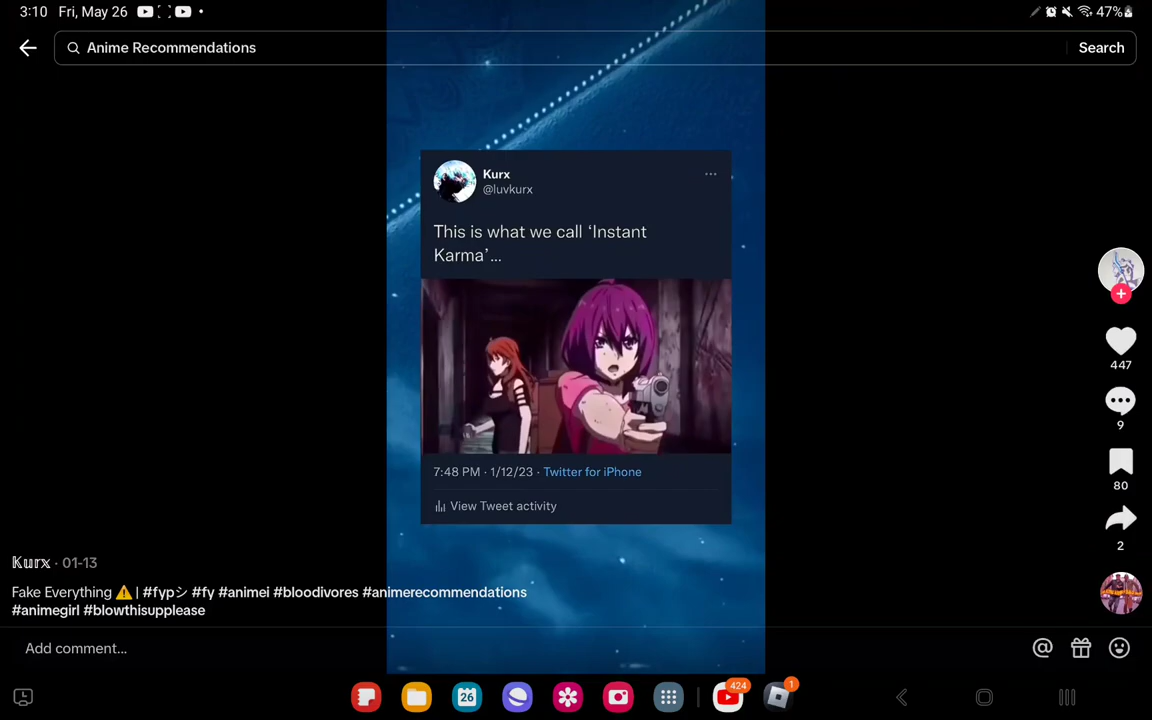 3:10 Fri, May 26
47%
Anime Recommendations
Search
Kurx
@luvkurx
This is what we call ‘Instant
Karma’...
7:48 PM · 1/12/23 · Twitter for iPhone
View Tweet activity
447
9
80
2
𝕂𝕦𝕣𝕩 · 01-13
Fake Everything ⚠️ | #fypシ #fy #animei #bloodivores #animerecommendations
#animegirl #blowthisupplease
Add comment...
26
424
1